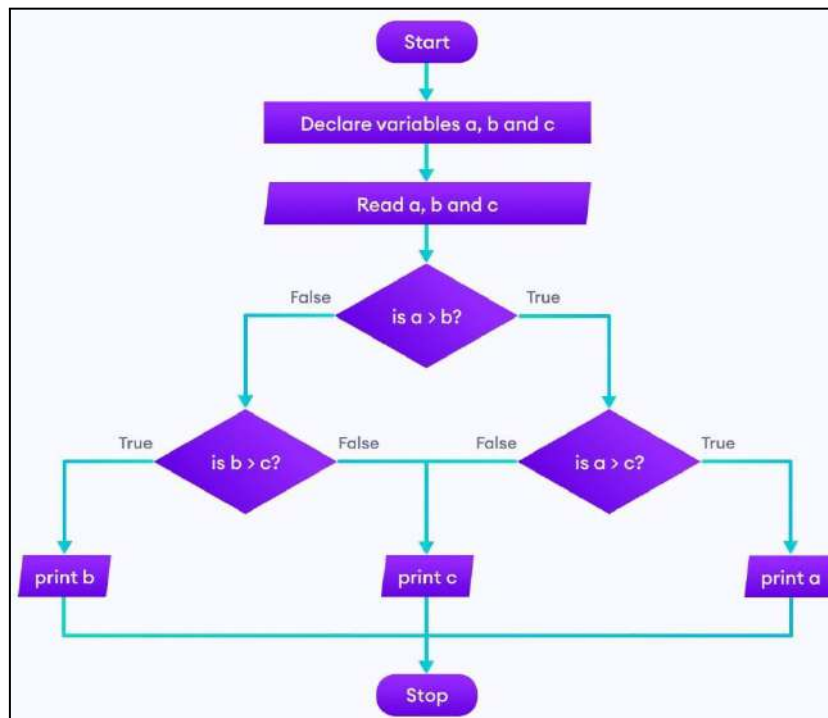 Start
Declare variables a, b and c
Read a, b and c
False
True
is a > b?
True
False
False
True
is b > c?
is a > c?
print b
print c
print a
Stop